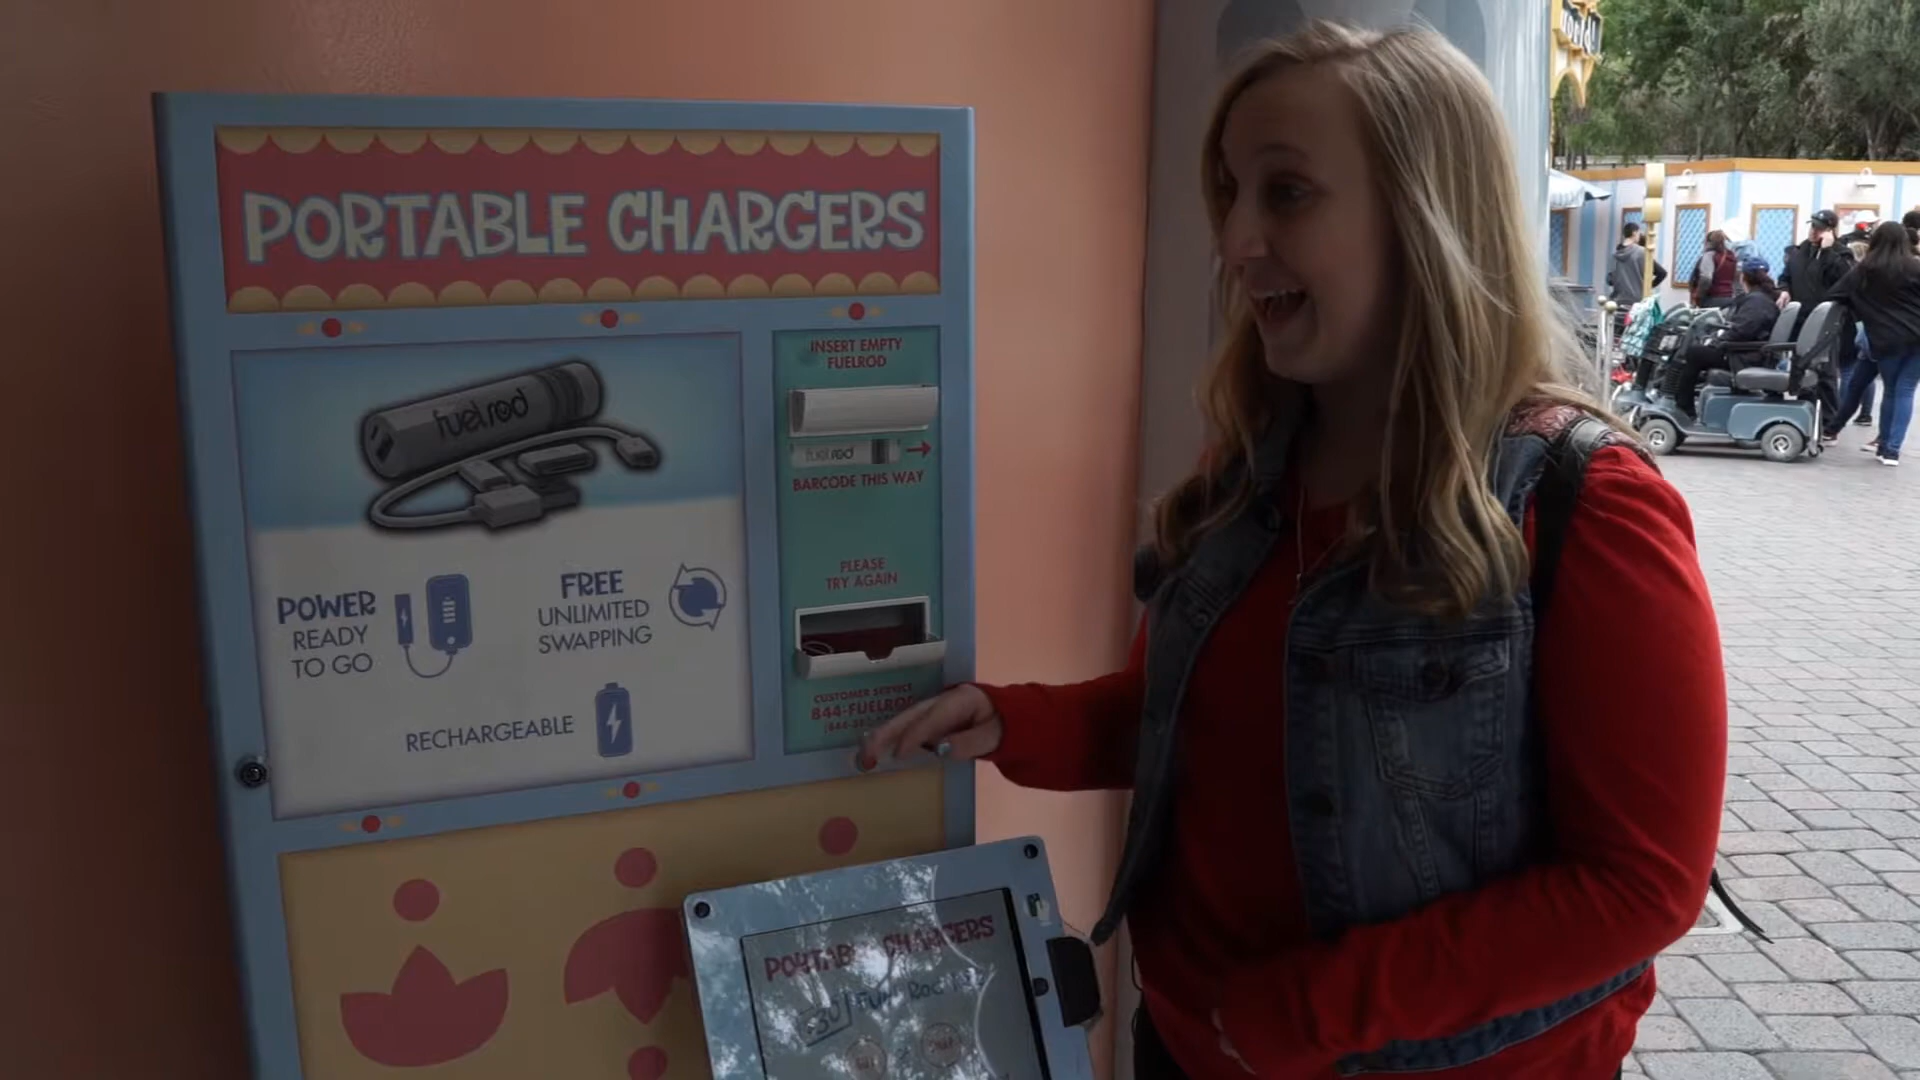 PORTABLE CHARGERS
fuelrod
POWER
READY
TO GO
FREE
UNLIMITED
SWAPPING
RECHARGEABLE
INSERT EMPTY
FUELROD
fuelrod
BARCODE THIS WAY
PLEASE
TRY AGAIN
CUSTOMER SERVICE
844-FUELROD
PORTABLE CHARGERS
$30